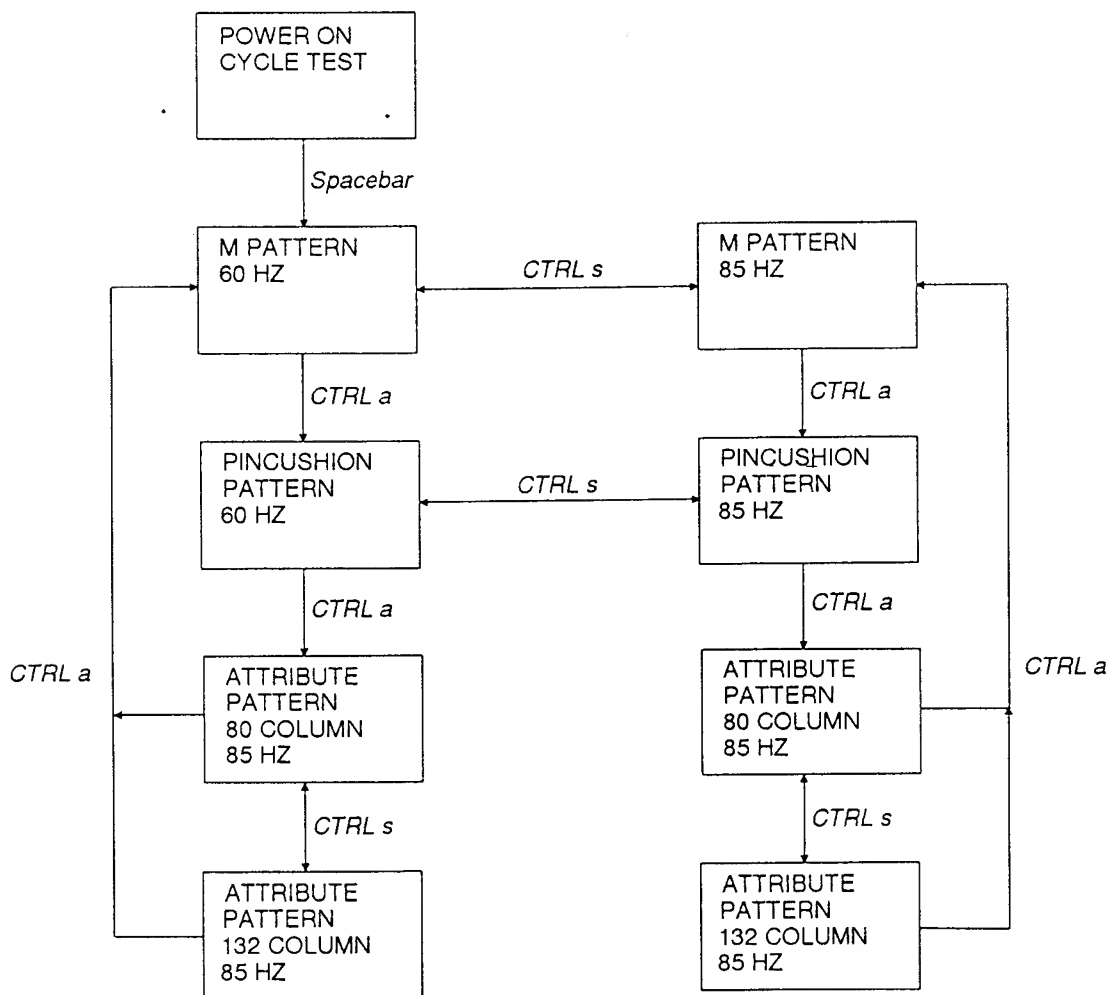 POWER ON
CYCLE TEST
Spacebar
M PATTERN
60 HZ
CTRL s
M PATTERN
85 HZ
CTRL a
CTRL a
PINCUSHION
PATTERN
60 HZ
CTRL s
PINCUSHION
PATTERN
85 HZ
CTRL a
CTRL a
CTRL a
ATTRIBUTE
PATTERN
80 COLUMN
85 HZ
ATTRIBUTE
PATTERN
80 COLUMN
85 HZ
CTRL a
CTRL s
CTRL s
ATTRIBUTE
PATTERN
132 COLUMN
85 HZ
ATTRIBUTE
PATTERN
132 COLUMN
85 HZ